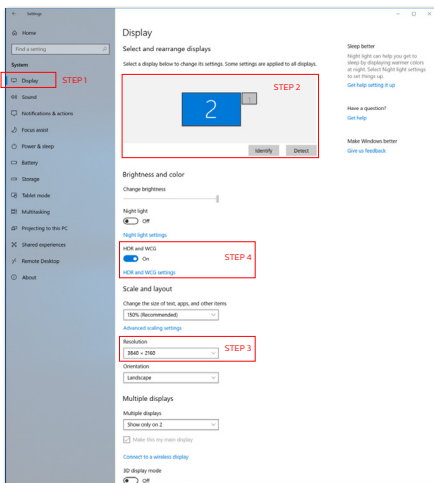 Settings
Home
Find a setting
System
Display
STEP 1
Sound
Notifications & actions
Focus assist
Power & sleep
Battery
Storage
Tablet mode
Multitasking
Projecting to this PC
Shared experiences
Remote Desktop
About
Display
Select and rearrange displays
Select a display below to change its settings. Some settings are applied to all displays.
STEP 2
2
1
Identify
Detect
Brightness and color
Change brightness
Night light
Off
Night light settings
HDR and WCG
On
STEP 4
HDR and WCG settings
Scale and layout
Change the size of text, apps, and other items
150% (Recommended)
Advanced scaling settings
Resolution
3840 × 2160
STEP 3
Orientation
Landscape
Multiple displays
Multiple displays
Show only on 2
Make this my main display
Connect to a wireless display
3D display mode
Off
Sleep better
Night light can help you get to
sleep by displaying warmer colors
at night. Select Night light settings
to set things up.
Get help setting it up
Have a question?
Get help
Make Windows better
Give us feedback